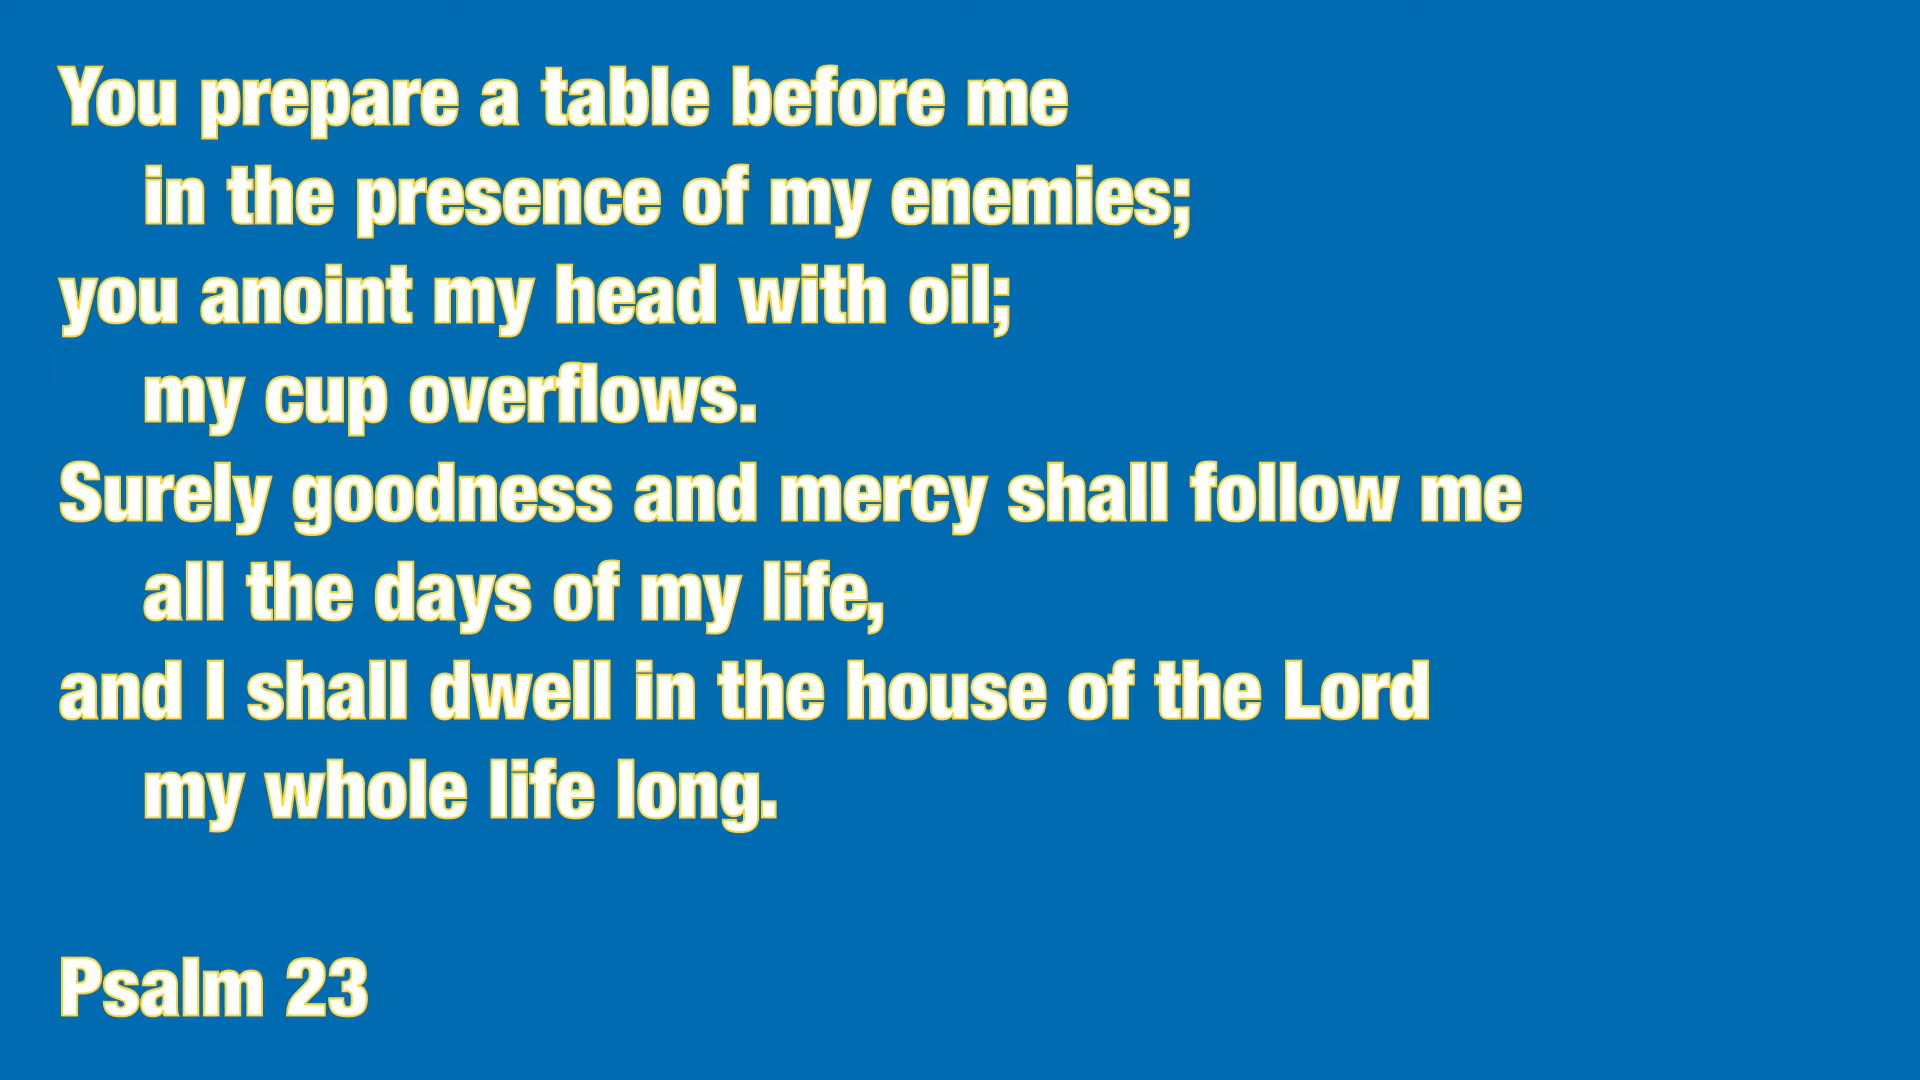 You prepare a table before me
in the presence of my enemies;
you anoint my head with oil;
my cup overflows.
Surely goodness and mercy shall follow me
all the days of my life,
and I shall dwell in the house of the Lord
my whole life long.
Psalm 23